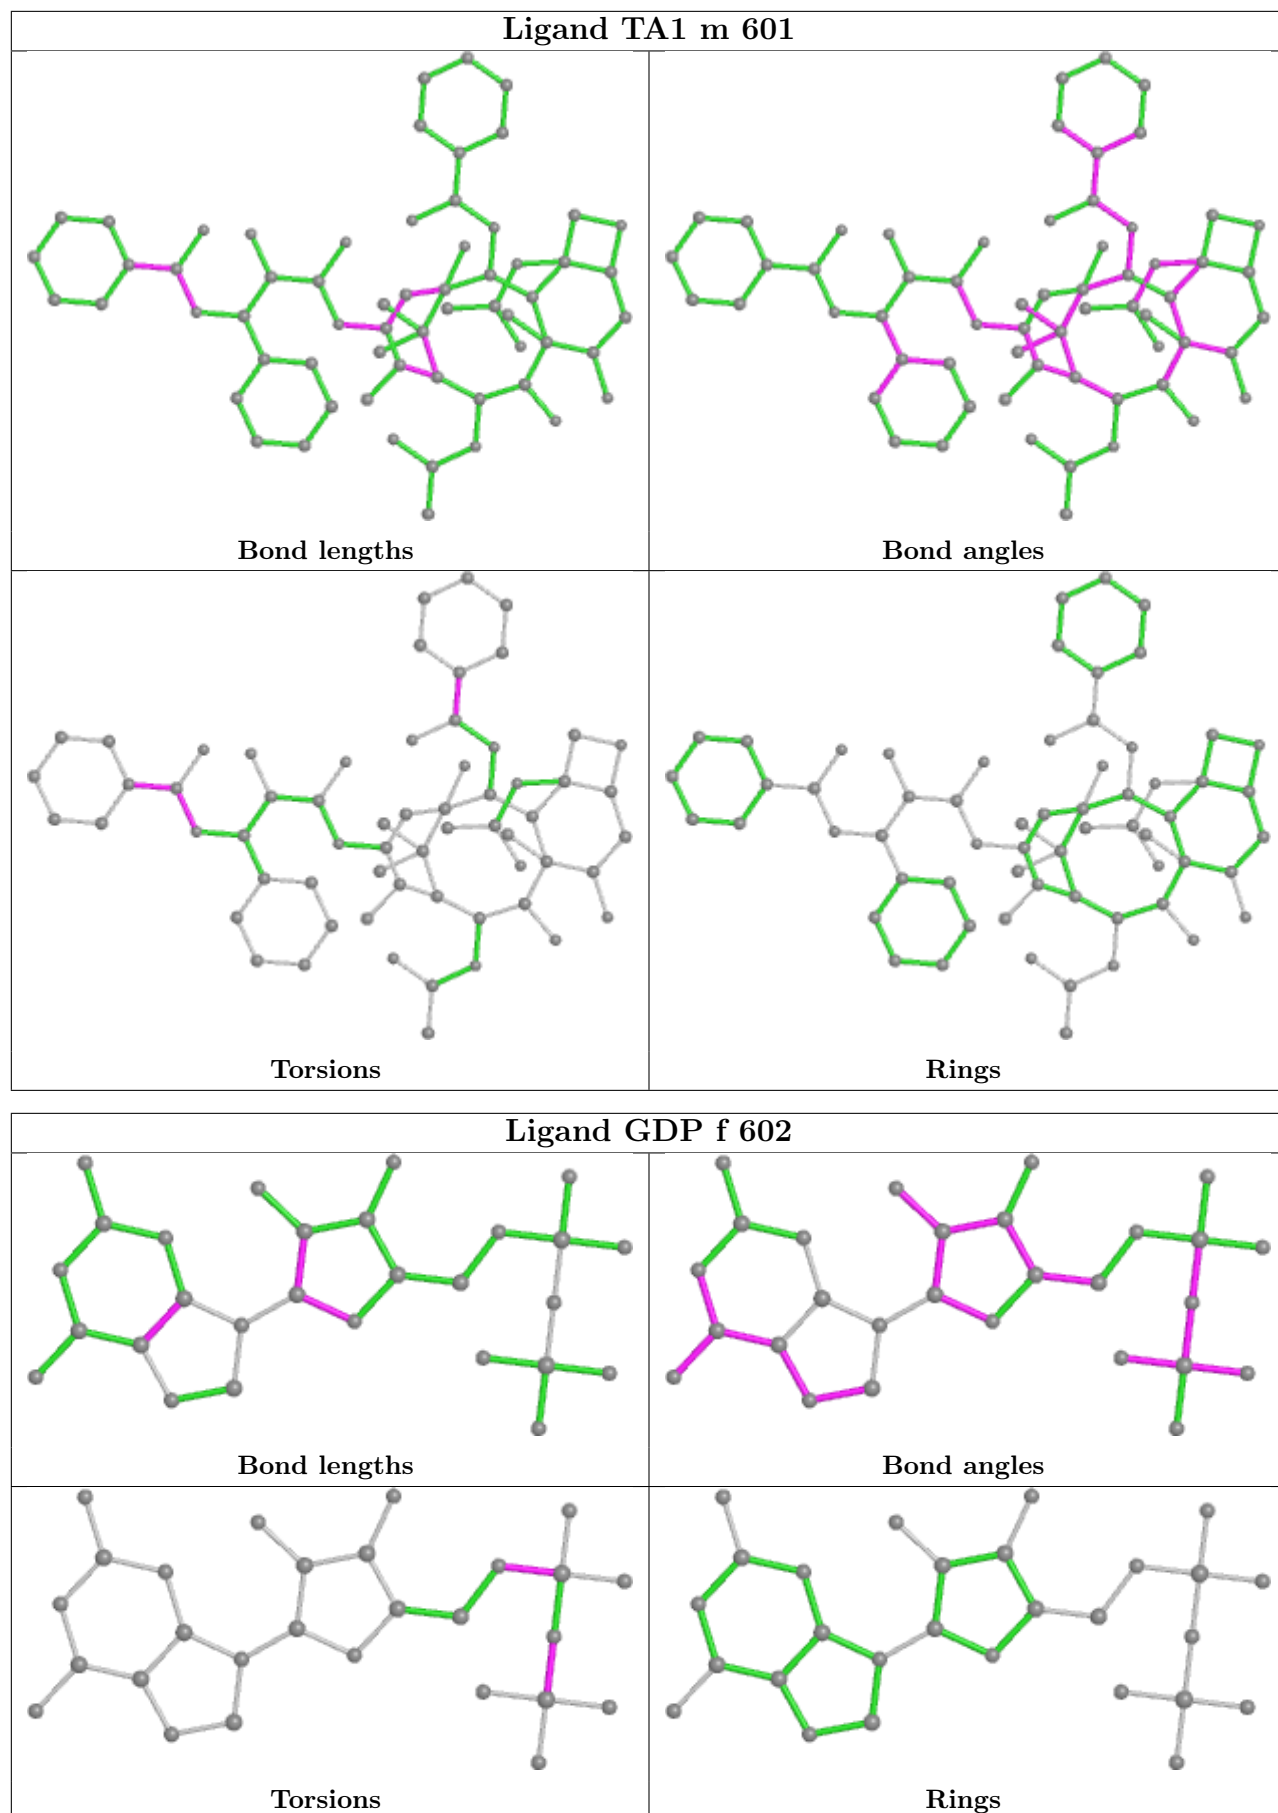 Ligand TA1 m 601
Bond lengths
Bond angles
Torsions
Rings
Ligand GDP f 602
Bond lengths
Bond angles
Torsions
Rings